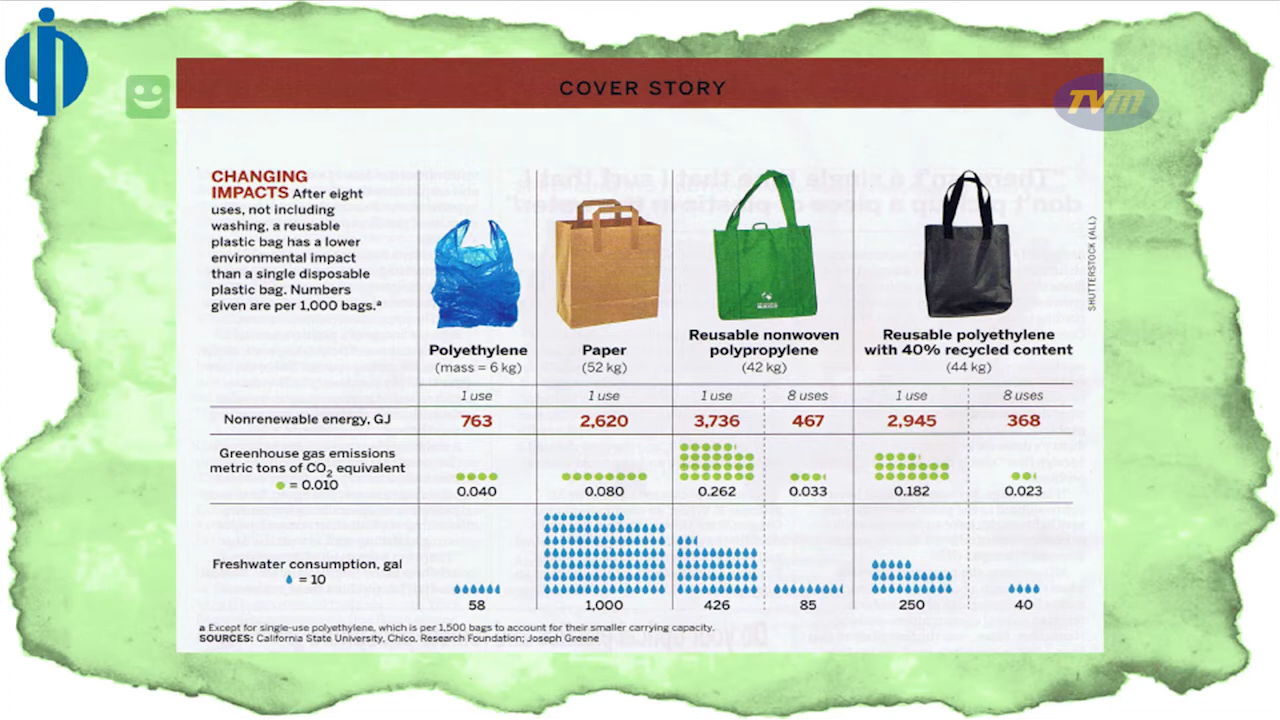 TVM
COVER STORY
CHANGING
IMPACTS After eight
uses, not including
washing, a reusable
plastic bag has a lower
environmental impact
than a single disposable
plastic bag. Numbers
given are per 1,000 bags.ª
SHUTTERSTOCK (ALL)
Polyethylene
(mass = 6 kg)
Paper
(52 kg)
Reusable nonwoven
polypropylene
(42 kg)
Reusable polyethylene
with 40% recycled content
(44 kg)
1 use 1 use 1 use 8 uses 1 use 8 uses
Nonrenewable energy, GJ 763 2,620 3,736 467 2,945 368
Greenhouse gas emissions
metric tons of CO₂ equivalent
= 0.010
0.040 0.080 0.262 0.033 0.182 0.023
Freshwater consumption, gal
= 10
58 1,000 426 85 250 40
a Except for single-use polyethylene, which is per 1,500 bags to account for their smaller carrying capacity.
SOURCES: California State University, Chico, Research Foundation; Joseph Greene